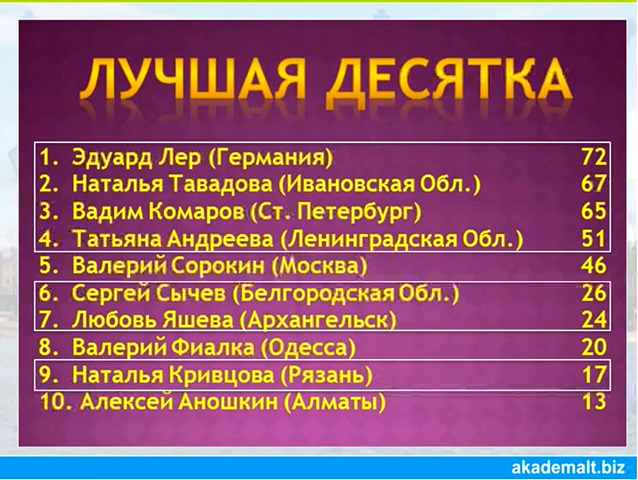 ЛУЧШАЯ ДЕСЯТКА
1. Эдуард Лер (Германия) 72
2. Наталья Тавадова (Ивановская Обл.) 67
3. Вадим Комаров (Ст. Петербург) 65
4. Татьяна Андреева (Ленинградская Обл.) 51
5. Валерий Сорокин (Москва) 46
6. Сергей Сычев (Белгородская Обл.) 26
7. Любовь Яшева (Архангельск) 24
8. Валерий Фиалка (Одесса) 20
9. Наталья Кривцова (Рязань) 17
10. Алексей Аношкин (Алматы) 13
akademalt.biz